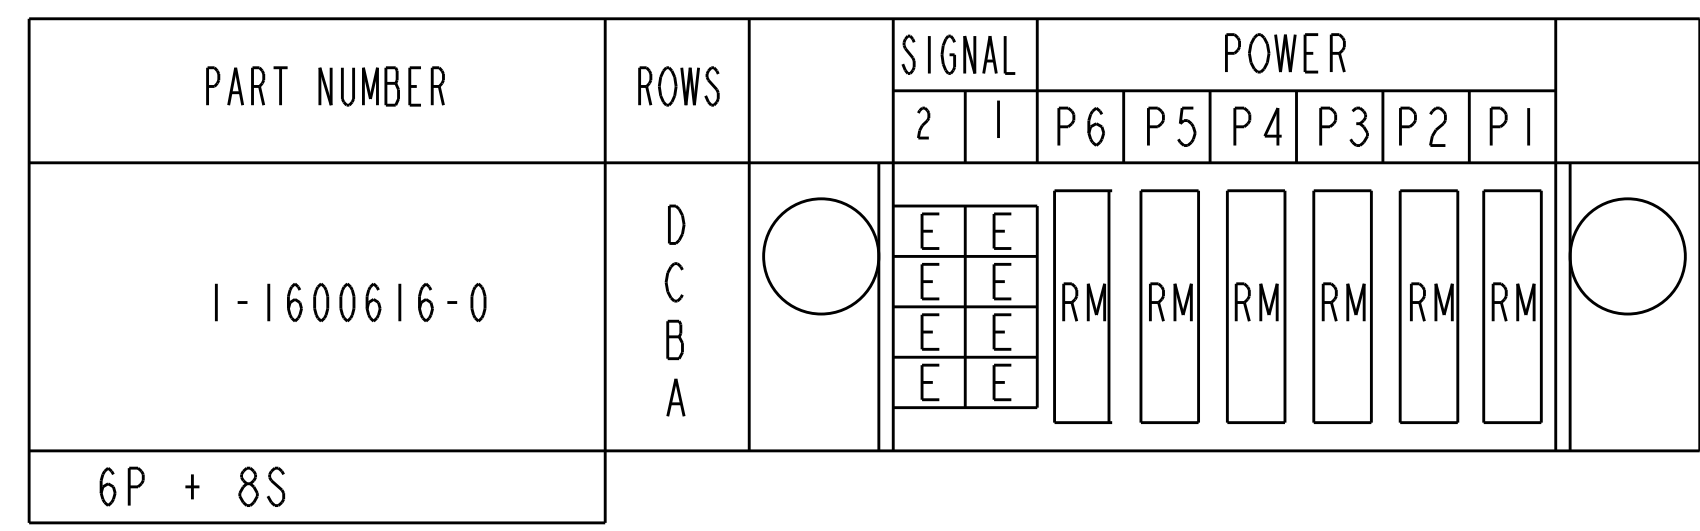 PART NUMBER ROWS SIGNAL POWER
2 1 P6 P5 P4 P3 P2 P1
1-1600616-0
D E E
C E E
RM RM RM RM RM RM
B E E
A E E
6P + 8S